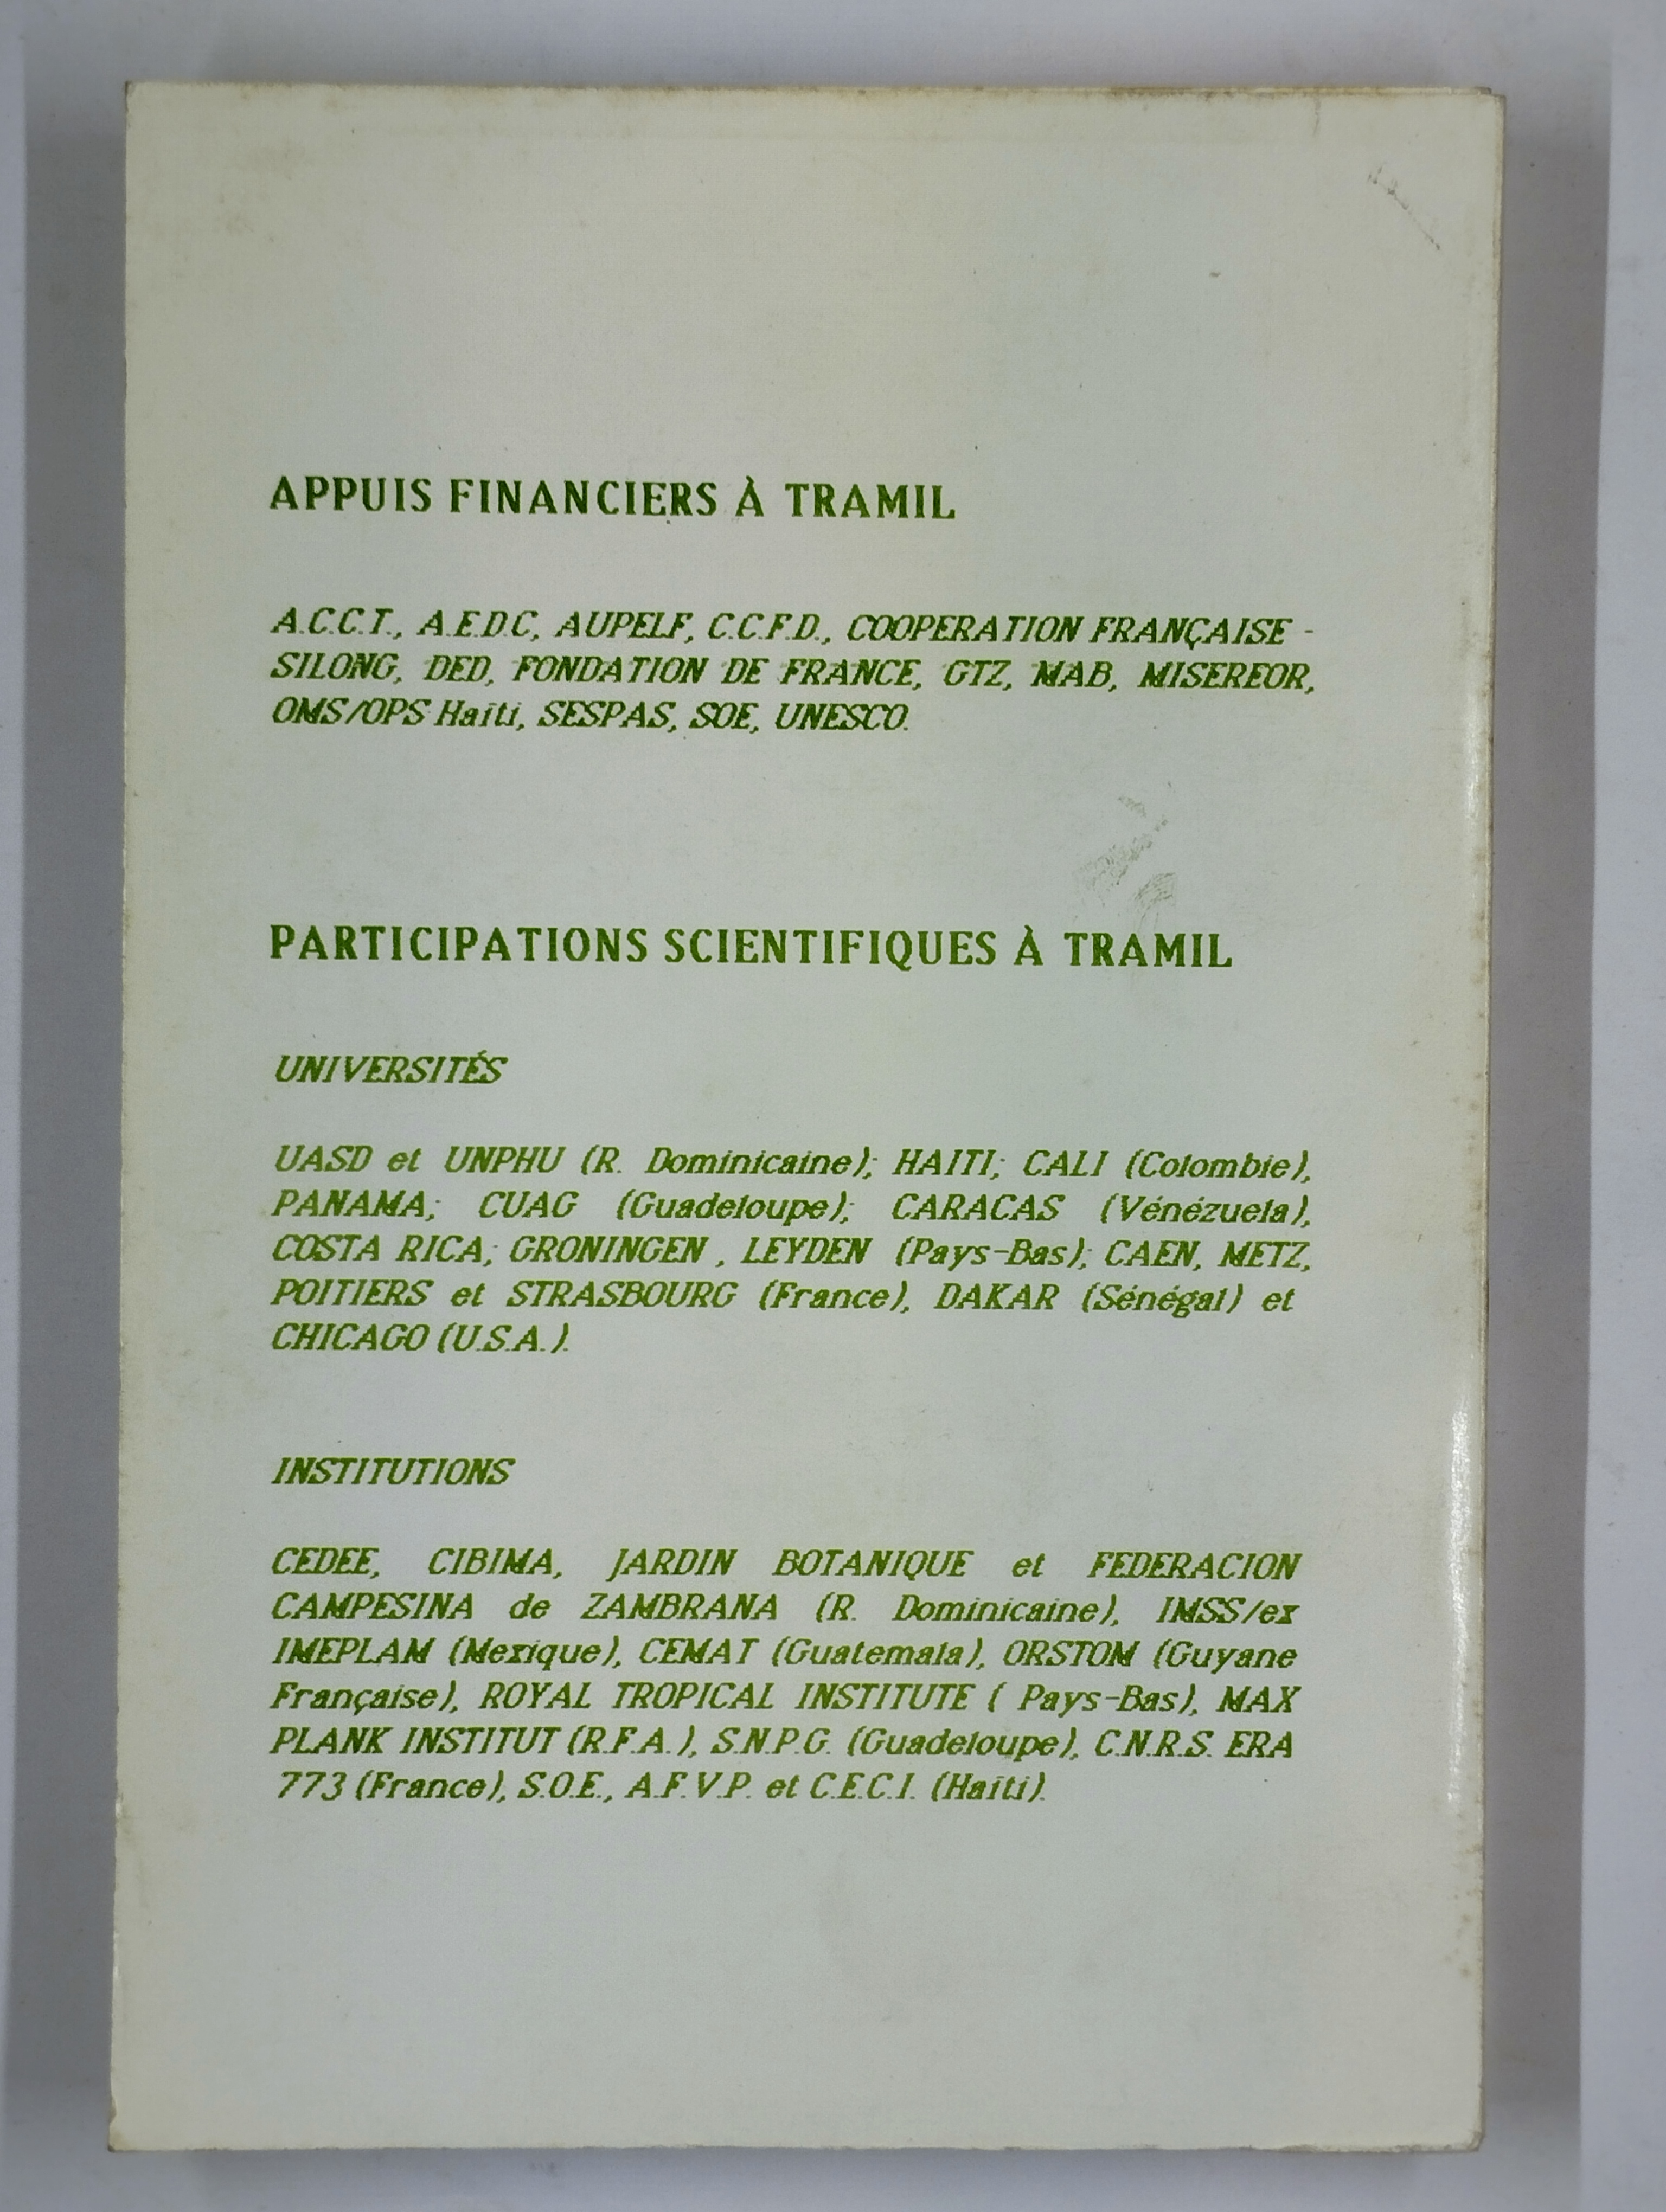 APPUIS FINANCIERS À TRAMIL
A.C.C.T., A.E.D.C, AUPELF, C.C.F.D., COOPERATION FRANÇAISE -
SILONG, DED, FONDATION DE FRANCE, GTZ, MAB, MISEREOR,
OMS/OPS Haïti, SESPAS, SOE, UNESCO.
PARTICIPATIONS SCIENTIFIQUES À TRAMIL
UNIVERSITÉS
UASD et UNPHU (R. Dominicaine); HAITI; CALI (Colombie),
PANAMA; CUAG (Guadeloupe); CARACAS (Vénézuela),
COSTA RICA; GRONINGEN , LEYDEN (Pays-Bas); CAEN, METZ,
POITIERS et STRASBOURG (France), DAKAR (Sénégal) et
CHICAGO (U.S.A.).
INSTITUTIONS
CEDEE, CIBIMA, JARDIN BOTANIQUE et FEDERACION
CAMPESINA de ZAMBRANA (R. Dominicaine), IMSS/ex
IMEPLAM (Mexique), CEMAT (Guatemala), ORSTOM (Guyane
Française), ROYAL TROPICAL INSTITUTE ( Pays-Bas), MAX
PLANK INSTITUT (R.F.A.), S.N.P.G. (Guadeloupe), C.N.R.S. ERA
773 (France), S.O.E., A.F.V.P. et C.E.C.I. (Haïti).